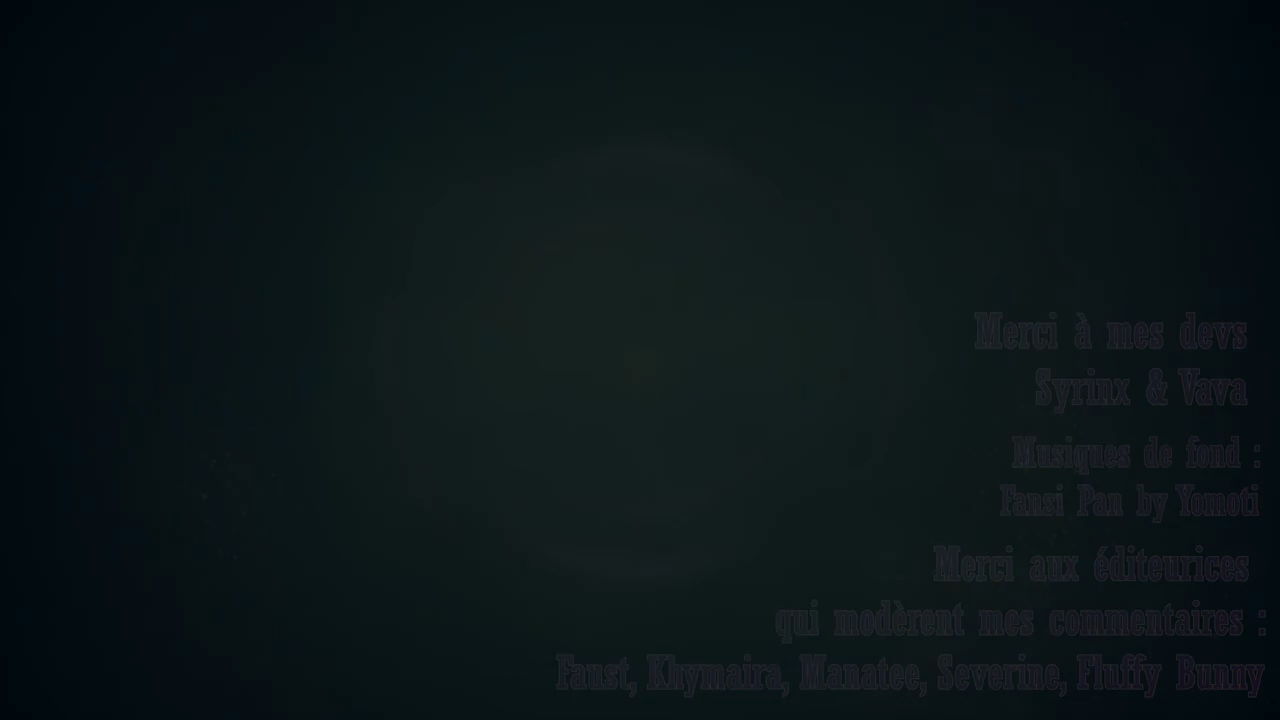 Merci à mes devs
Syrinx & Vava
Musiques de fond :
Fansi Pan by Yomoti
Merci aux éditeurices
qui modèrent mes commentaires :
Faust, Khymaira, Manatee, Severine, Fluffy Bunny